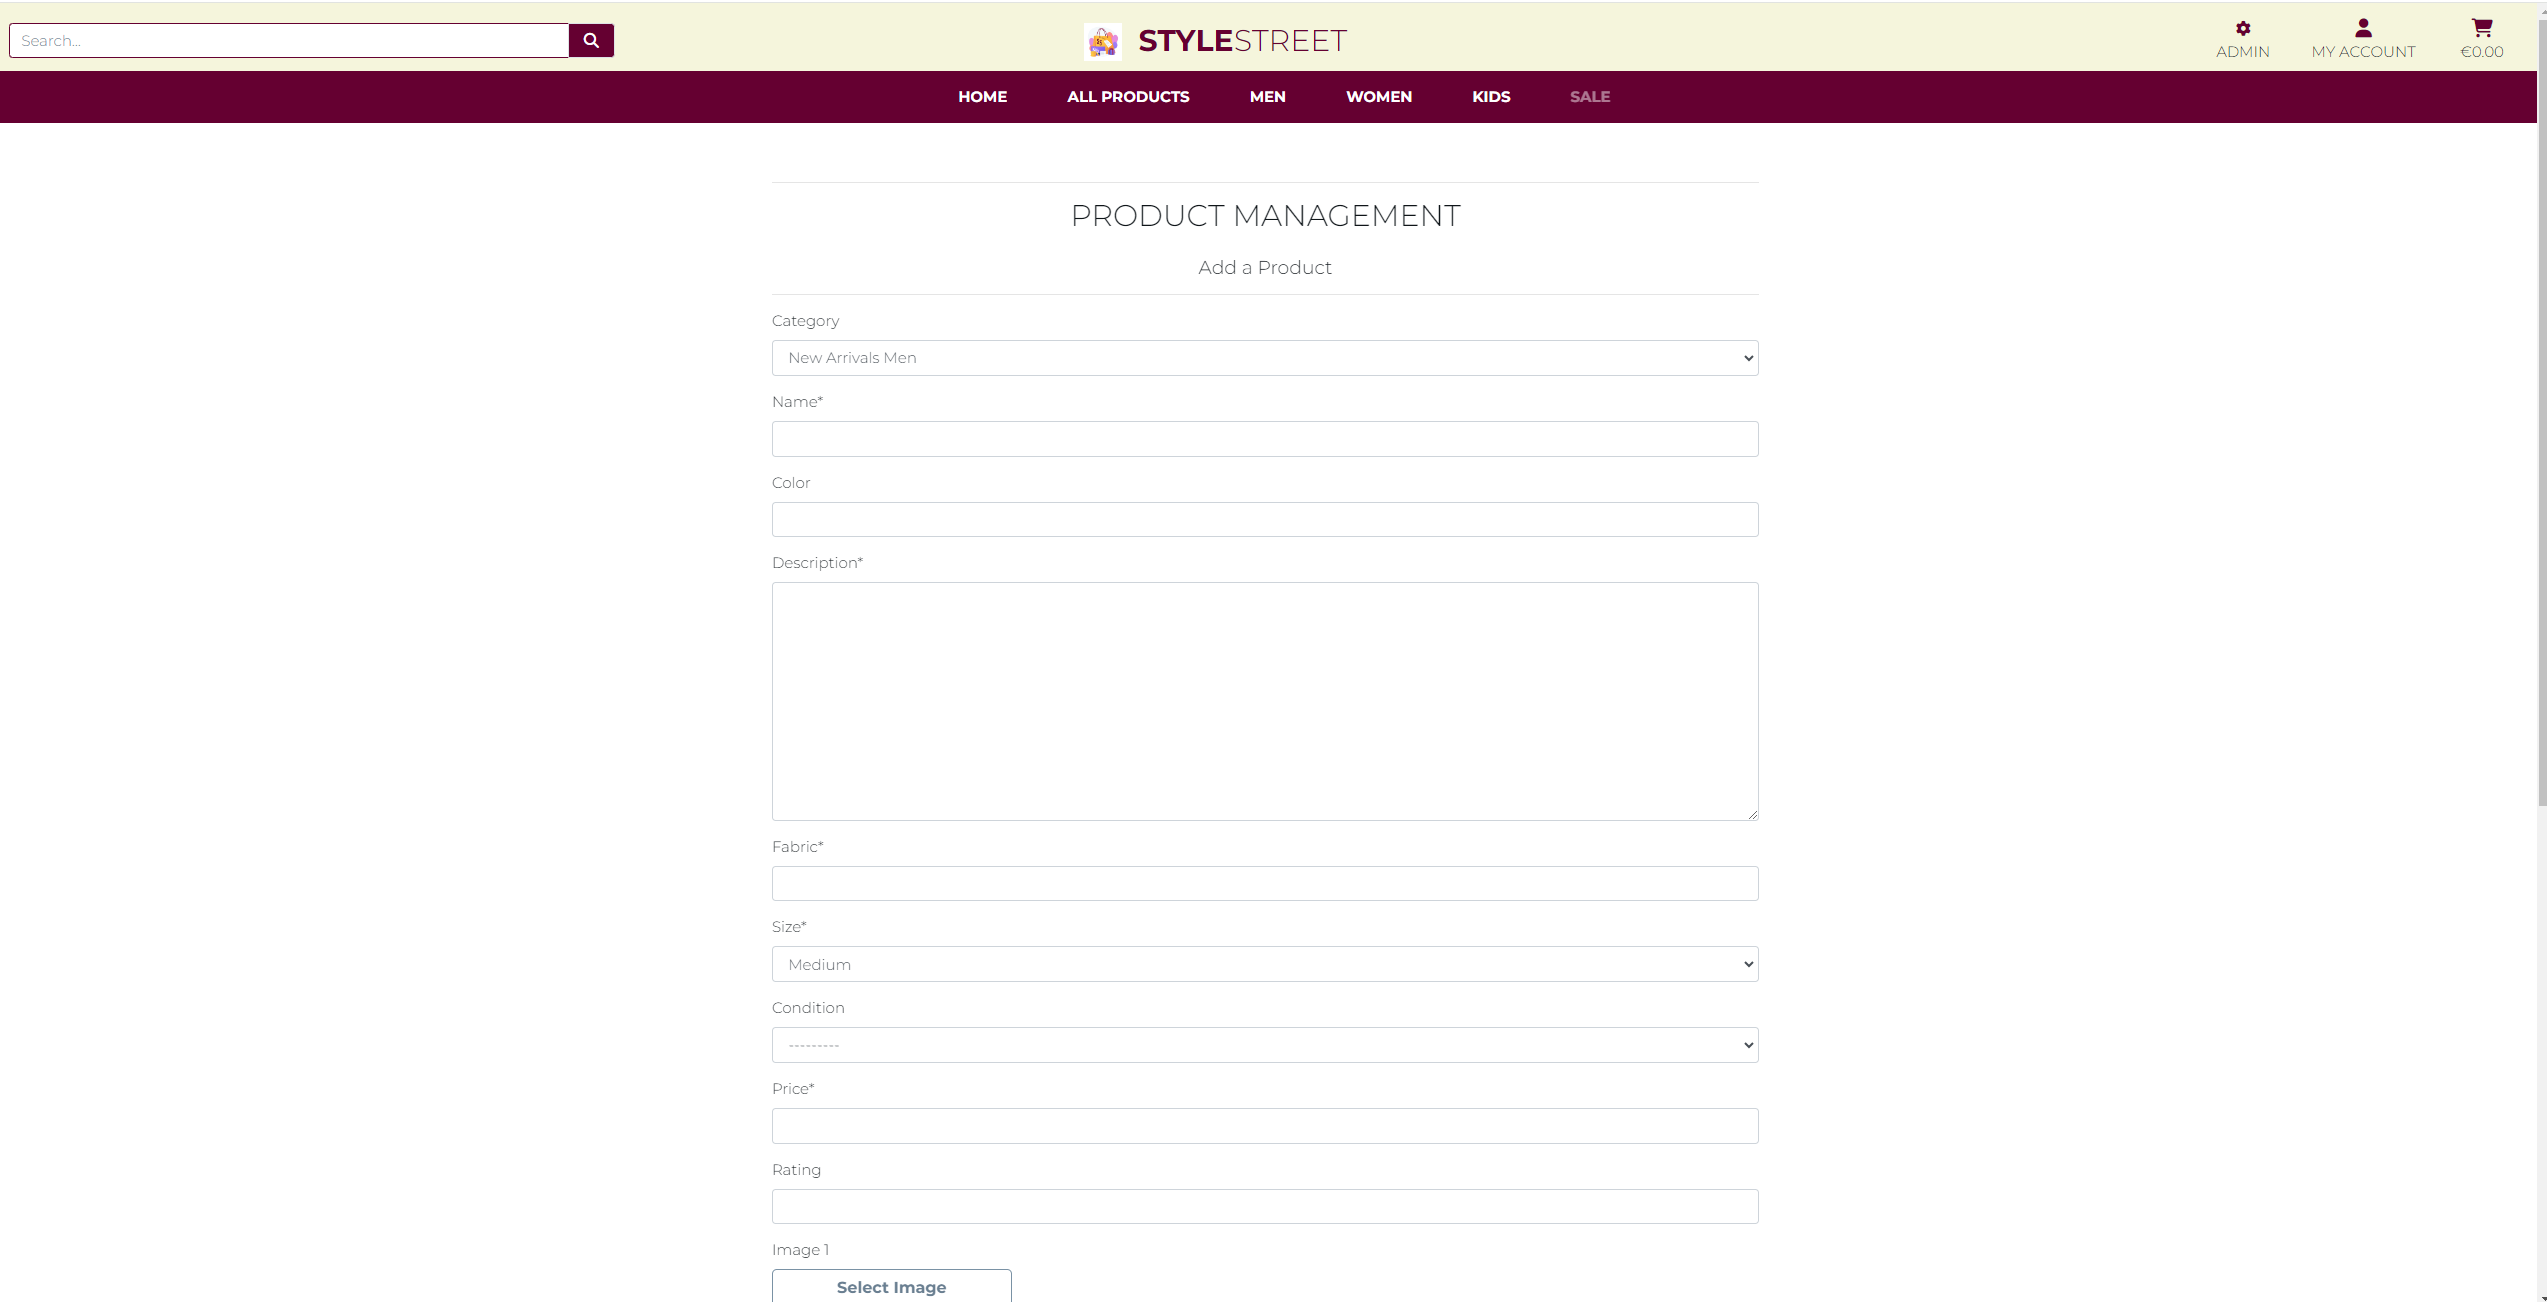 Search...
STYLESTREET
ADMIN
MY ACCOUNT
€0.00
HOME
ALL PRODUCTS
MEN
WOMEN
KIDS
SALE
PRODUCT MANAGEMENT
Add a Product
Category
New Arrivals Men
Name*
Color
Description*
Fabric*
Size*
Medium
Condition
---------
Price*
Rating
Image 1
Select Image